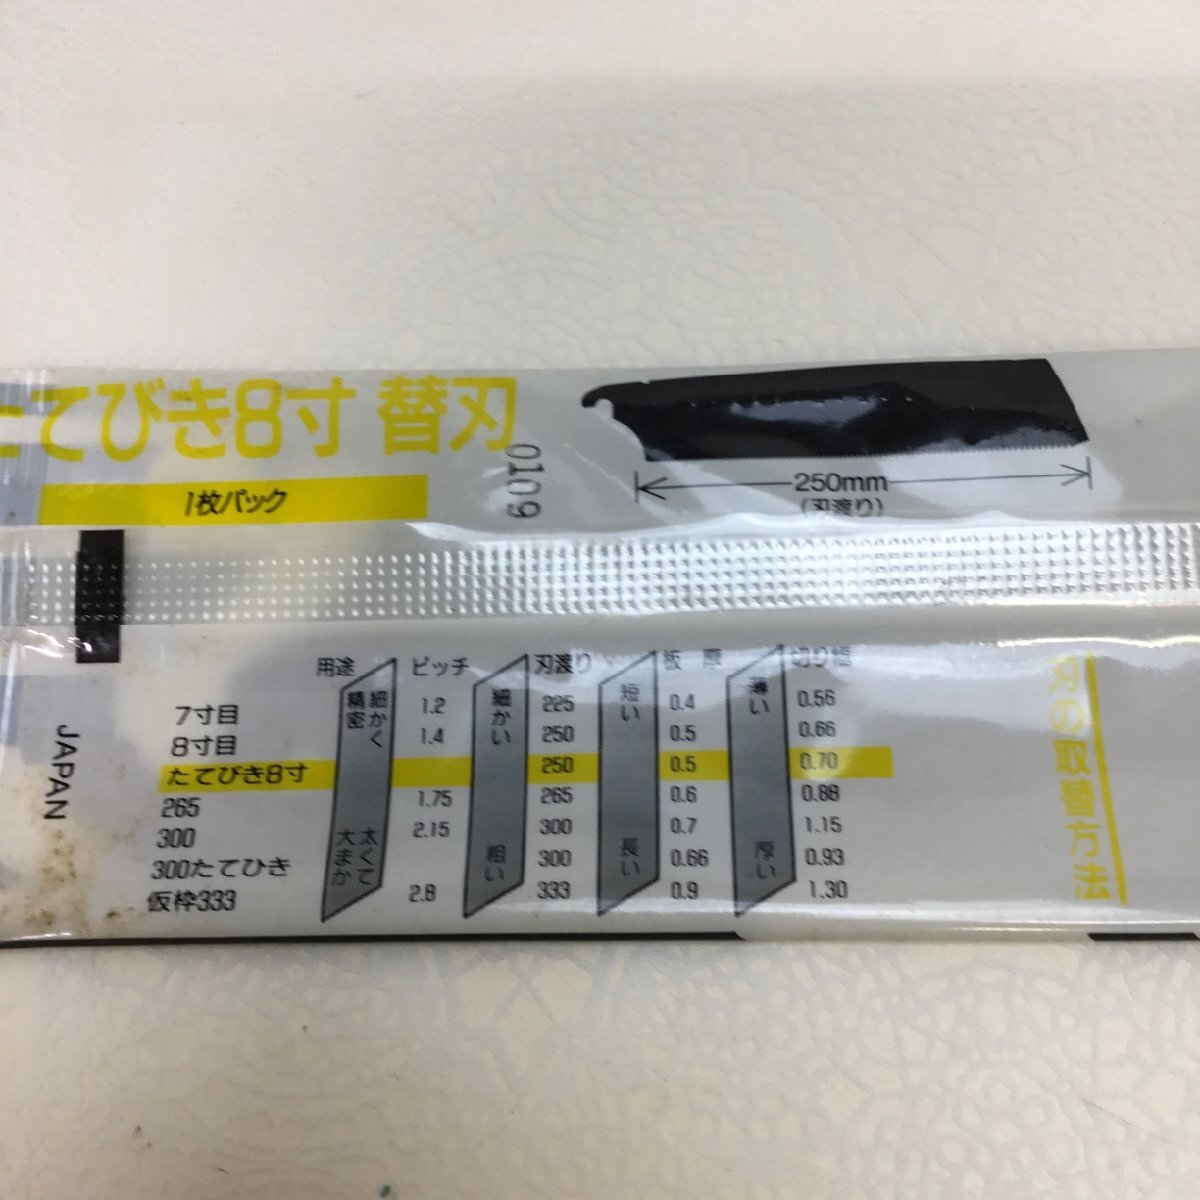 たてびき8寸 替刃
1枚パック
0109
250mm
(刃渡り)
JAPAN
用途 ピッチ 刃渡り 板厚 切り幅
精密 細かく 細かい 短い 薄い
大まか 太くて 粗い 長い 厚い
7寸目 1.2 225 0.4 0.56
8寸目 1.4 250 0.5 0.66
たてびき8寸 250 0.5 0.70
265 1.75 265 0.6 0.88
300 2.15 300 0.7 1.15
300たてひき 300 0.66 0.93
仮枠333 2.8 333 0.9 1.30
刃の取替方法